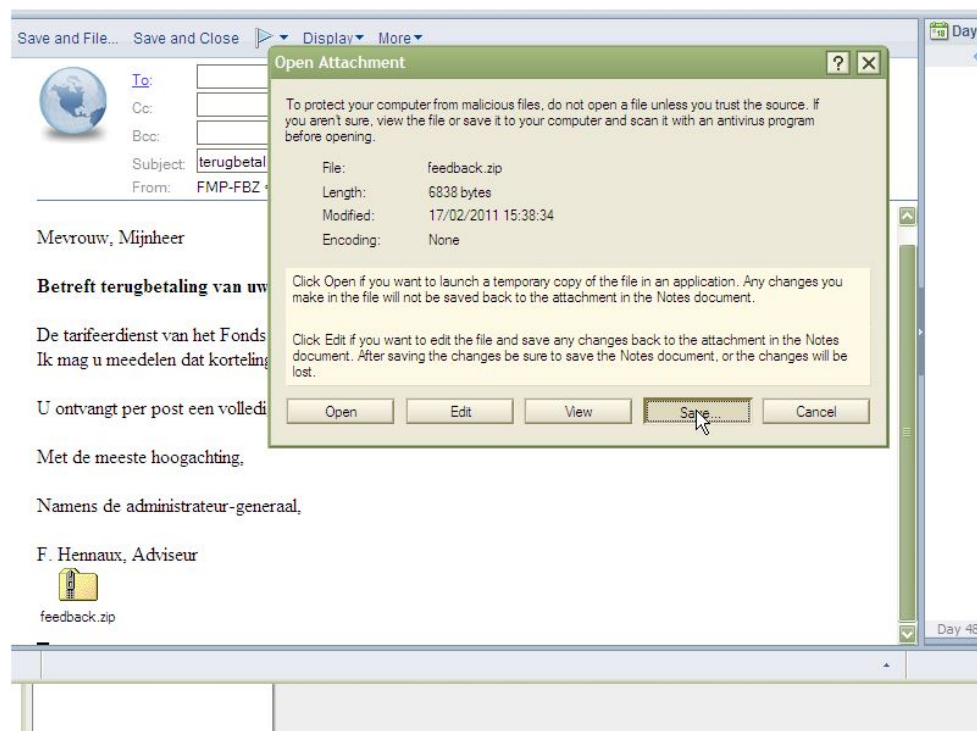 Save and File... Save and Close Display More
Day
Open Attachment
To:
Cc:
Bcc:
Subject: terugbetal
From: FMP-FBZ
To protect your computer from malicious files, do not open a file unless you trust the source. If
you aren't sure, view the file or save it to your computer and scan it with an antivirus program
before opening.
File: feedback.zip
Length: 6838 bytes
Modified: 17/02/2011 15:38:34
Encoding: None
Click Open if you want to launch a temporary copy of the file in an application. Any changes you
make in the file will not be saved back to the attachment in the Notes document.
Click Edit if you want to edit the file and save any changes back to the attachment in the Notes
document. After saving the changes be sure to save the Notes document, or the changes will be
lost.
Open Edit View Save... Cancel
Mevrouw, Mijnheer
Betreft terugbetaling van uw
De tarifeerdienst van het Fonds
Ik mag u meedelen dat korteling
U ontvangt per post een volledi
Met de meeste hoogachting,
Namens de administrateur-generaal,
F. Hennaux, Adviseur
feedback.zip
Day 48